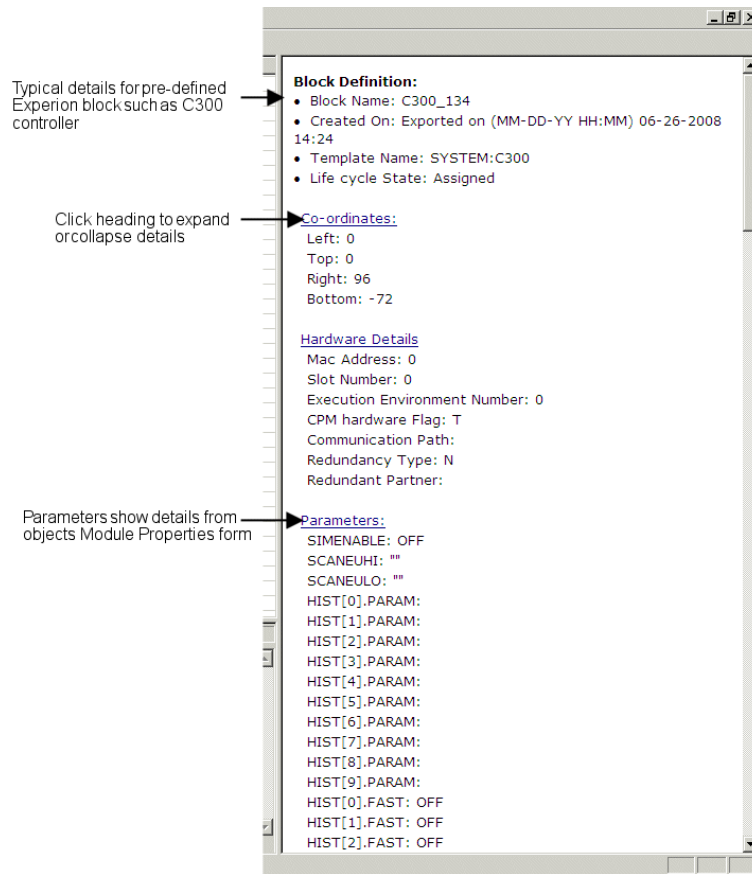 Typical details for pre-defined
Experion block such as C300
controller
Block Definition:
• Block Name: C300_134
• Created On: Exported on (MM-DD-YY HH:MM) 06-26-2008
14:24
• Template Name: SYSTEM:C300
• Life cycle State: Assigned
Click heading to expand
or collapse details
Co-ordinates:
Left: 0
Top: 0
Right: 96
Bottom: -72
Hardware Details
Mac Address: 0
Slot Number: 0
Execution Environment Number: 0
CPM hardware Flag: T
Communication Path:
Redundancy Type: N
Redundant Partner:
Parameters show details from
objects Module Properties form
Parameters:
SIMENABLE: OFF
SCANEUHI: ""
SCANEULO: ""
HIST[0].PARAM:
HIST[1].PARAM:
HIST[2].PARAM:
HIST[3].PARAM:
HIST[4].PARAM:
HIST[5].PARAM:
HIST[6].PARAM:
HIST[7].PARAM:
HIST[8].PARAM:
HIST[9].PARAM:
HIST[0].FAST: OFF
HIST[1].FAST: OFF
HIST[2].FAST: OFF